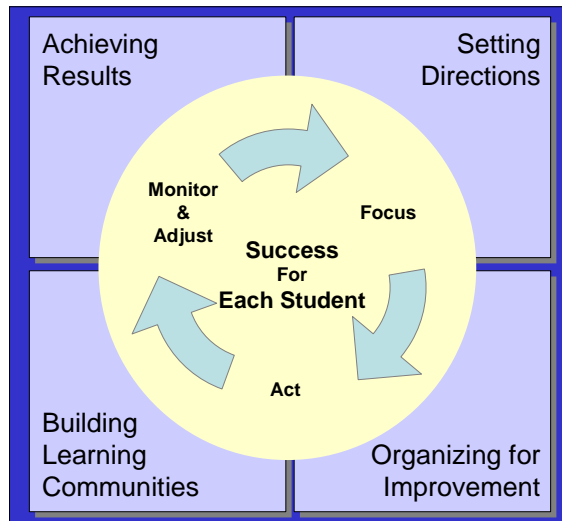 Achieving
Results
Setting
Directions
Monitor
&
Adjust
Focus
Success
For
Each Student
Act
Building
Learning
Communities
Organizing for
Improvement